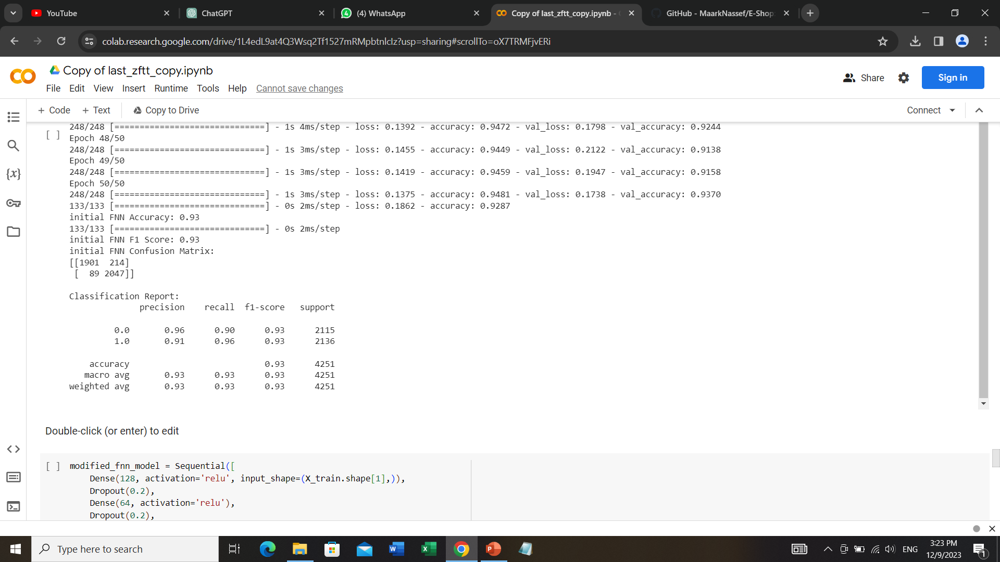 YouTube
ChatGPT
(4) WhatsApp
Copy of last_zftt_copy.ipynb -
GitHub - MaarkNassef/E-Shop
colab.research.google.com/drive/1L4edL9at4Q3Wsq2Tf1527mRMpbtnlcIz?usp=sharing#scrollTo=oX7TRMFjvERi
Copy of last_zftt_copy.ipynb
File Edit View Insert Runtime Tools Help Cannot save changes
Share
Sign in
+ Code + Text Copy to Drive
Connect
248/248 [==============================] - 1s 4ms/step - loss: 0.1392 - accuracy: 0.9472 - val_loss: 0.1798 - val_accuracy: 0.9244
[ ]
Epoch 48/50
248/248 [==============================] - 1s 3ms/step - loss: 0.1455 - accuracy: 0.9449 - val_loss: 0.2122 - val_accuracy: 0.9138
Epoch 49/50
248/248 [==============================] - 1s 3ms/step - loss: 0.1419 - accuracy: 0.9459 - val_loss: 0.1947 - val_accuracy: 0.9158
Epoch 50/50
248/248 [==============================] - 1s 3ms/step - loss: 0.1375 - accuracy: 0.9481 - val_loss: 0.1738 - val_accuracy: 0.9370
133/133 [==============================] - 0s 2ms/step - loss: 0.1862 - accuracy: 0.9287
initial FNN Accuracy: 0.93
133/133 [==============================] - 0s 2ms/step
initial FNN F1 Score: 0.93
initial FNN Confusion Matrix:
[[1901  214]
 [  89 2047]]
Classification Report:
precision recall f1-score support
0.0 0.96 0.90 0.93 2115
1.0 0.91 0.96 0.93 2136
accuracy 0.93 4251
macro avg 0.93 0.93 0.93 4251
weighted avg 0.93 0.93 0.93 4251
Double-click (or enter) to edit
[ ] modified_fnn_model = Sequential([
Dense(128, activation='relu', input_shape=(X_train.shape[1],)),
Dropout(0.2),
Dense(64, activation='relu'),
Dropout(0.2),
Type here to search
ENG
3:23 PM
12/9/2023
1